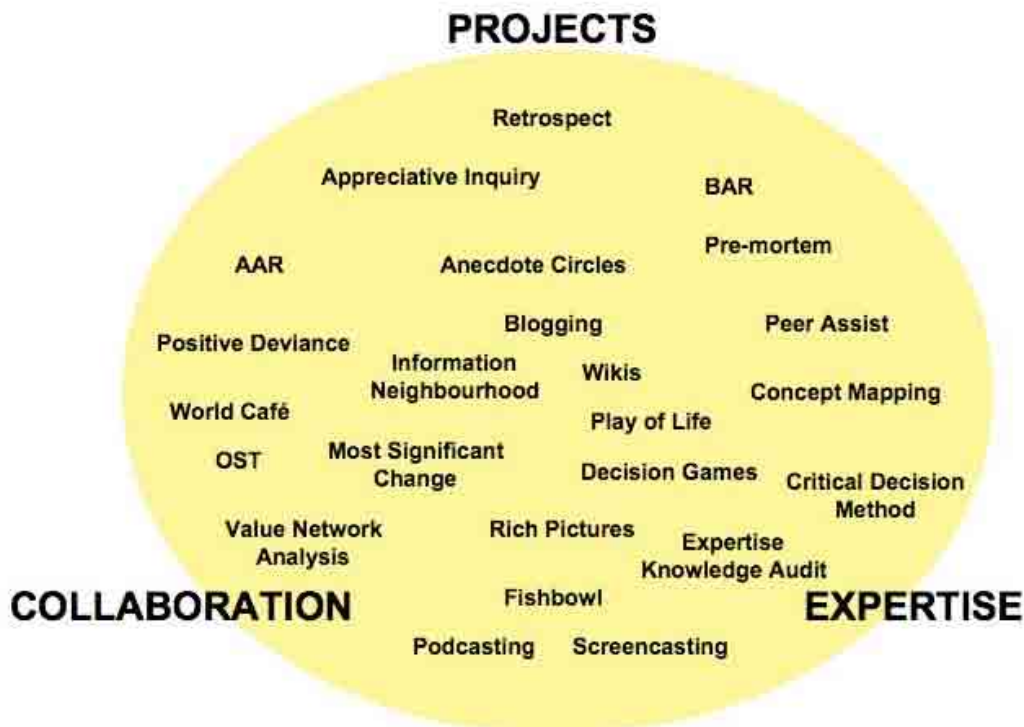 PROJECTS
Retrospect
Appreciative Inquiry
BAR
Pre-mortem
AAR
Anecdote Circles
Blogging
Peer Assist
Positive Deviance
Information
Neighbourhood
Wikis
Concept Mapping
World Café
Play of Life
OST
Most Significant
Change
Decision Games
Critical Decision
Method
Value Network
Analysis
Rich Pictures
Expertise
Knowledge Audit
COLLABORATION
Fishbowl
EXPERTISE
Podcasting
Screencasting